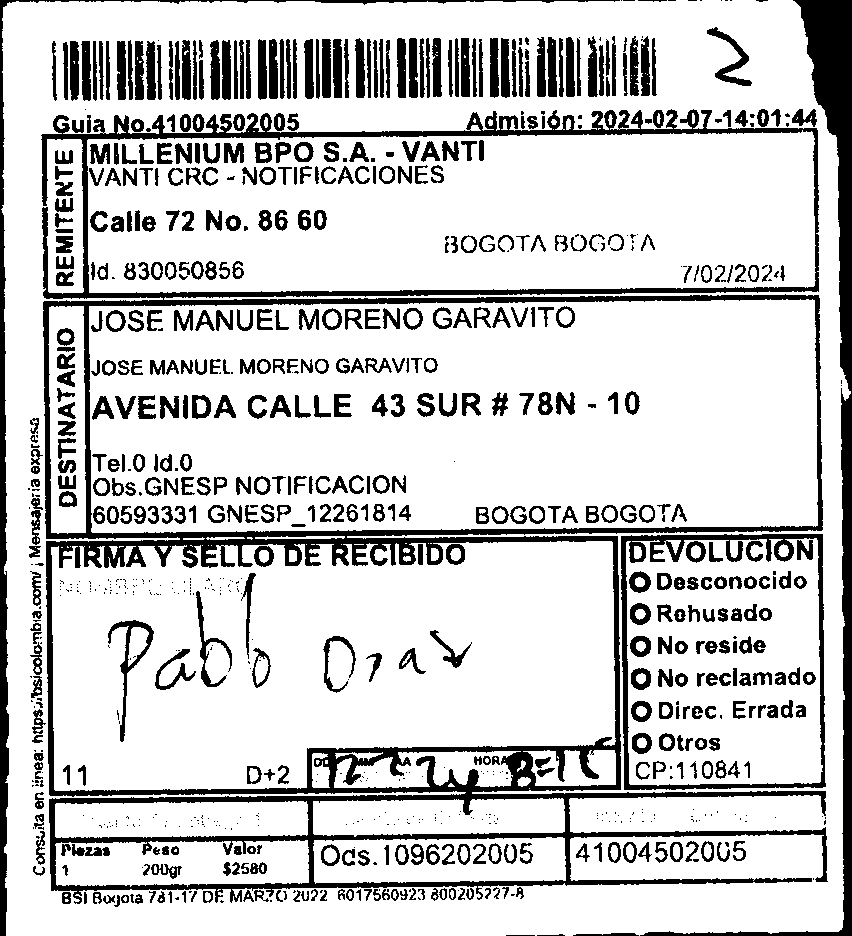 2
Guia No.41004502005 Admisión: 2024-02-07-14:01:44
REMITENTE
MILLENIUM BPO S.A. - VANTI
VANTI CRC - NOTIFICACIONES
Calle 72 No. 86 60
BOGOTA BOGOTA
Id. 830050856 7/02/2024
DESTINATARIO
JOSE MANUEL MORENO GARAVITO
JOSE MANUEL MORENO GARAVITO
AVENIDA CALLE 43 SUR # 78N - 10
Tel.0 Id.0
Obs.GNESP NOTIFICACION
60593331 GNESP_12261814 BOGOTA BOGOTA
Consulta en linea: https://bsicolombia.com/ | Mensajeria expresa
FIRMA Y SELLO DE RECIBIDO
Pablo Diaz
11 D+2
HORA
DEVOLUCION
Desconocido
Rehusado
No reside
No reclamado
Direc. Errada
Otros
CP:110841
Piezas Peso Valor
1 200gr $2580
Ods.1096202005 41004502005
BSI Bogota 781-17 DE MARZO 2022 6017560923 800205227-8